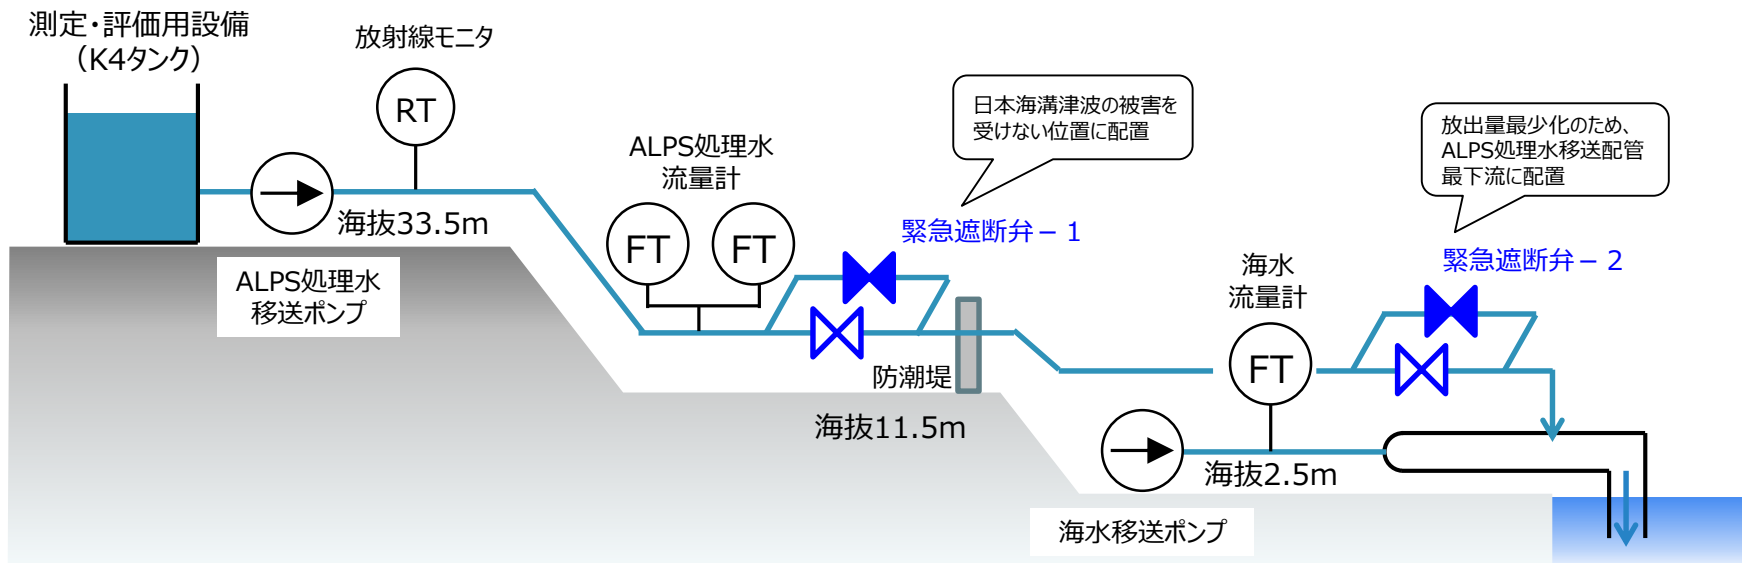 測定・評価用設備
（K4タンク）
放射線モニタ
RT
ALPS処理水
移送ポンプ
海抜33.5m
ALPS処理水
流量計
FT
FT
日本海溝津波の被害を
受けない位置に配置
緊急遮断弁－1
防潮堤
海抜11.5m
海水
流量計
FT
放出量最少化のため、
ALPS処理水移送配管
最下流に配置
緊急遮断弁－2
海抜2.5m
海水移送ポンプ